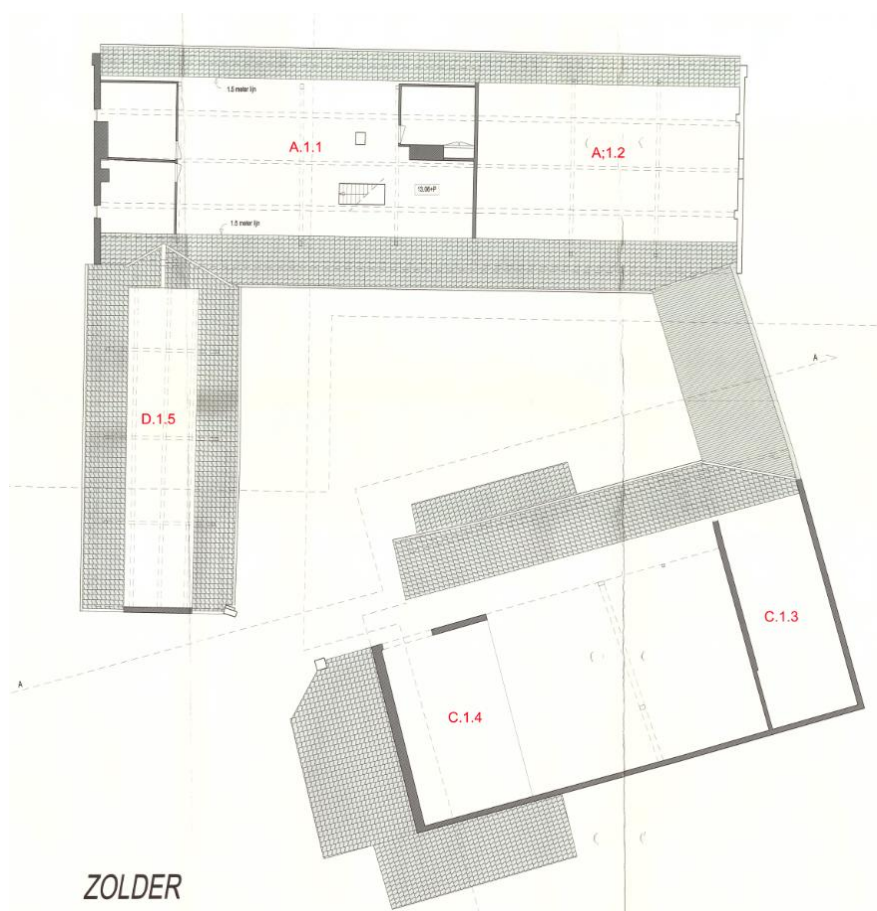 1.5 meter lijn
A.1.1
A;1.2
13.06+P
1.5 meter lijn
A
D.1.5
C.1.3
A
C.1.4
ZOLDER